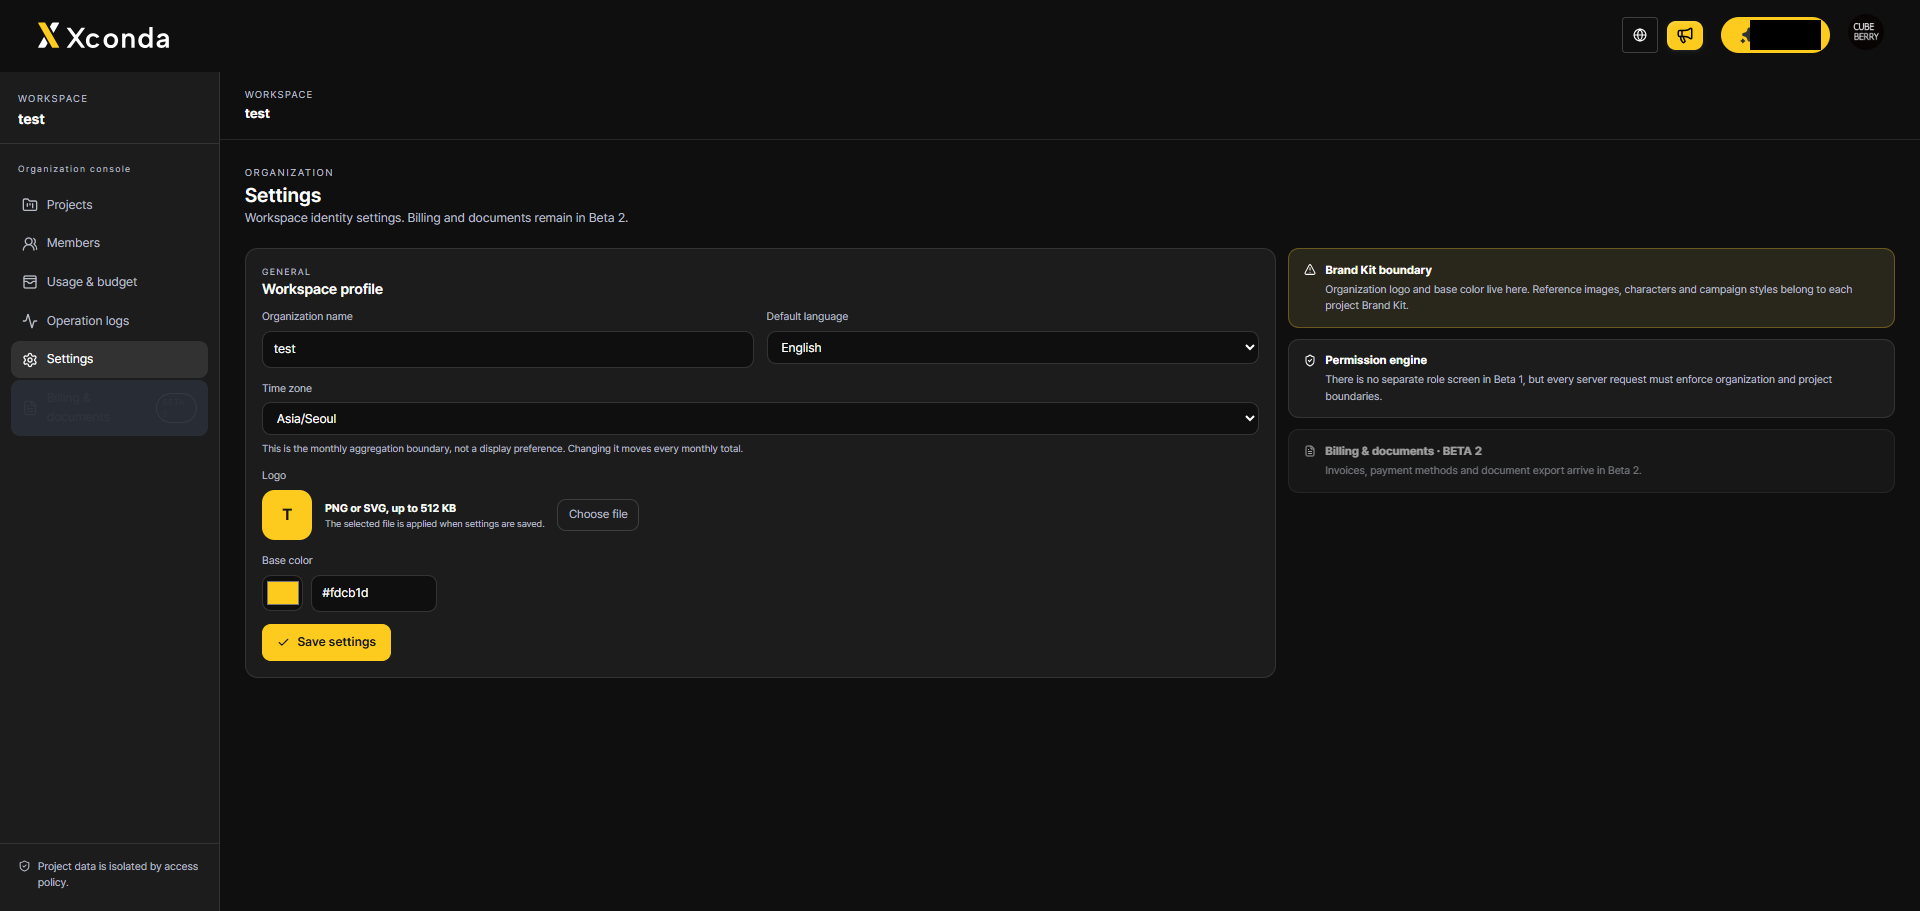 Xconda
CUBE
BERRY
WORKSPACE
test
Organization console
Projects
Members
Usage & budget
Operation logs
Settings
Billing &
documents
Project data is isolated by access
policy.
WORKSPACE
test
ORGANIZATION
Settings
Workspace identity settings. Billing and documents remain in Beta 2.
GENERAL
Workspace profile
Organization name
Default language
test
English
Time zone
Asia/Seoul
This is the monthly aggregation boundary, not a display preference. Changing it moves every monthly total.
Logo
T
PNG or SVG, up to 512 KB
The selected file is applied when settings are saved.
Choose file
Base color
#fdcb1d
Save settings
Brand Kit boundary
Organization logo and base color live here. Reference images, characters and campaign styles belong to each
project Brand Kit.
Permission engine
There is no separate role screen in Beta 1, but every server request must enforce organization and project
boundaries.
Billing & documents · BETA 2
Invoices, payment methods and document export arrive in Beta 2.